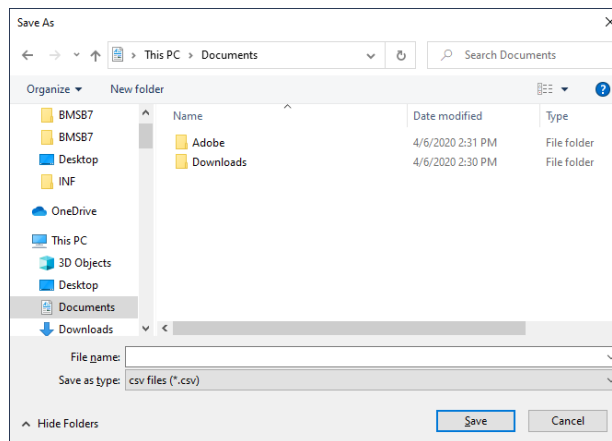 Save As
This PC > Documents
Search Documents
Organize
New folder
BMSB7
BMSB7
Desktop
INF
OneDrive
This PC
3D Objects
Desktop
Documents
Downloads
Name Date modified Type
Adobe 4/6/2020 2:31 PM File folder
Downloads 4/6/2020 2:30 PM File folder
File name:
Save as type: csv files (*.csv)
Hide Folders
Save Cancel